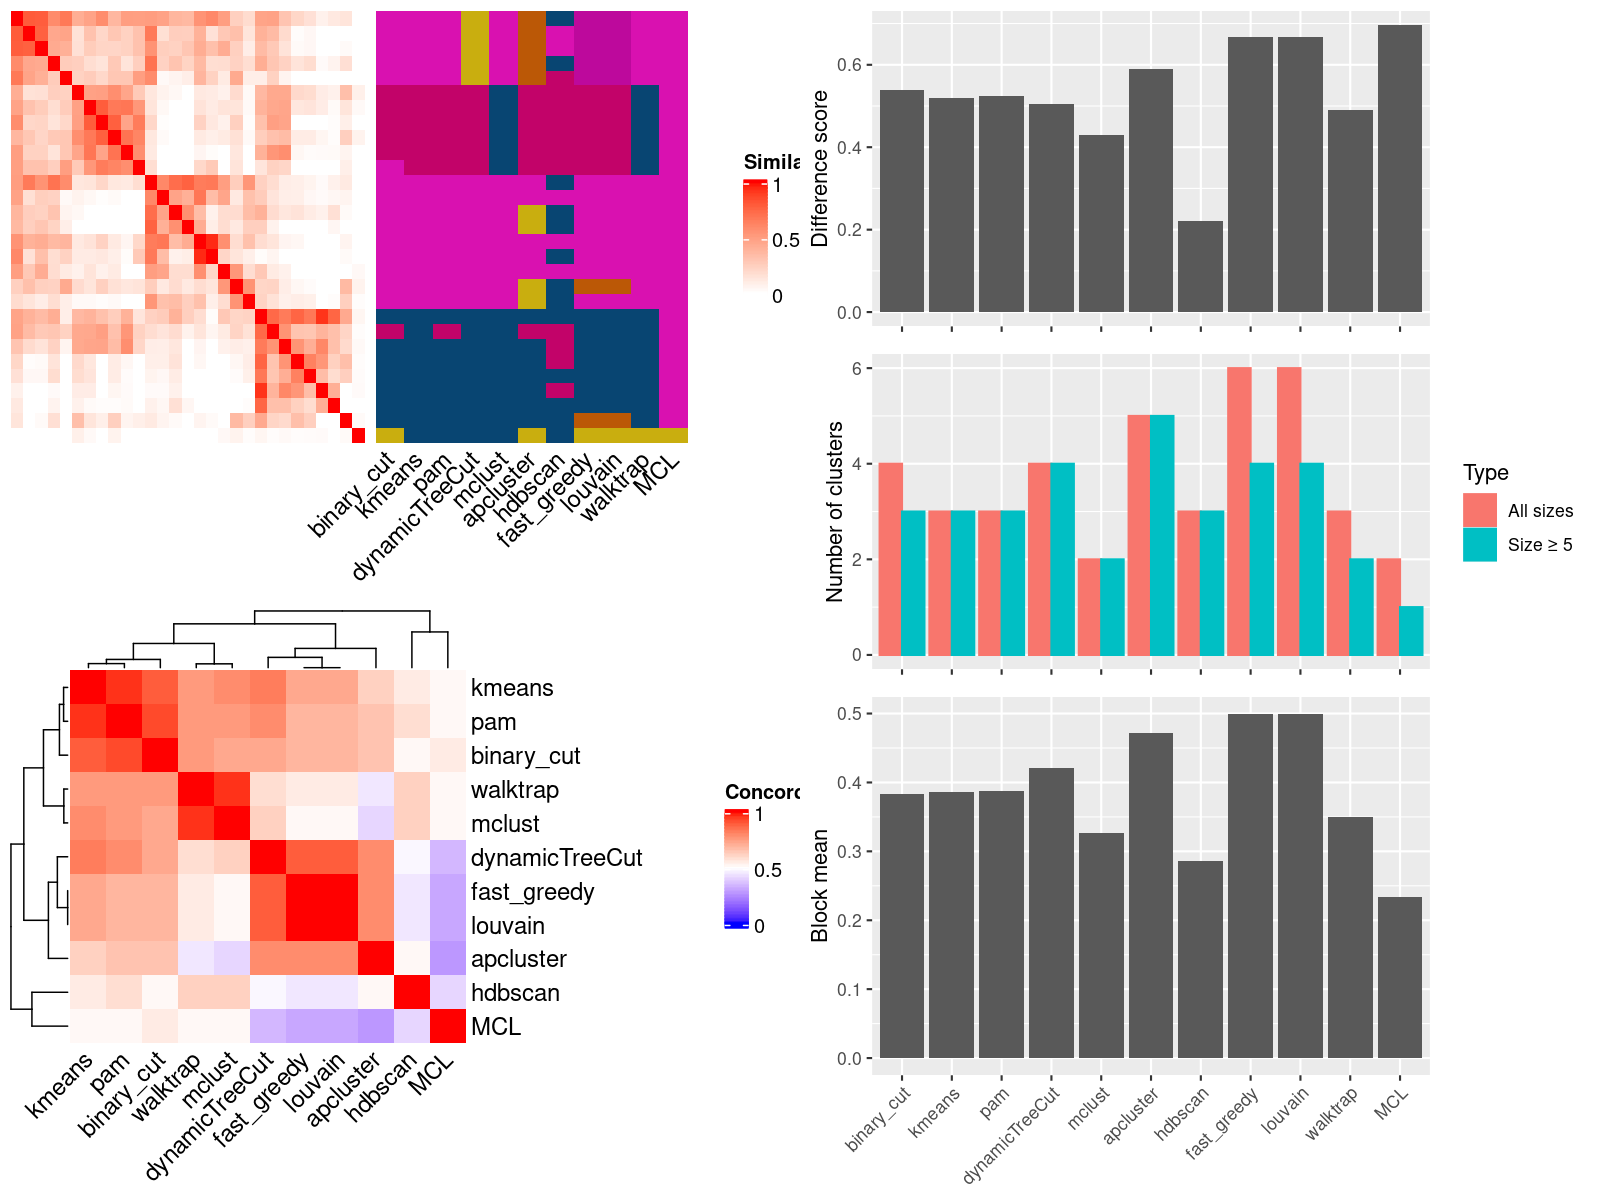 Simila
1
0.5
0
binary_cut
kmeans
pam
dynamicTreeCut
mclust
apcluster
hdbscan
fast_greedy
louvain
walktrap
MCL
kmeans
pam
binary_cut
walktrap
mclust
dynamicTreeCut
fast_greedy
louvain
apcluster
hdbscan
MCL
kmeans
pam
binary_cut
walktrap
mclust
dynamicTreeCut
fast_greedy
louvain
apcluster
hdbscan
MCL
Concord
1
0.5
0
Difference score
0.6
0.4
0.2
0.0
Number of clusters
6
4
2
0
Type
All sizes
Size ≥ 5
Block mean
0.5
0.4
0.3
0.2
0.1
0.0
binary_cut
kmeans
pam
dynamicTreeCut
mclust
apcluster
hdbscan
fast_greedy
louvain
walktrap
MCL